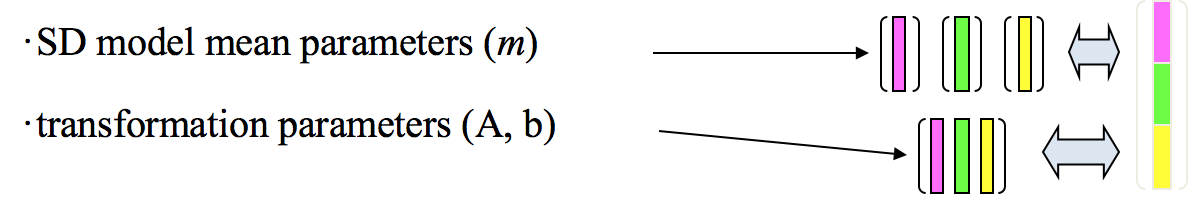 ·SD model mean parameters (m)
·transformation parameters (A, b)